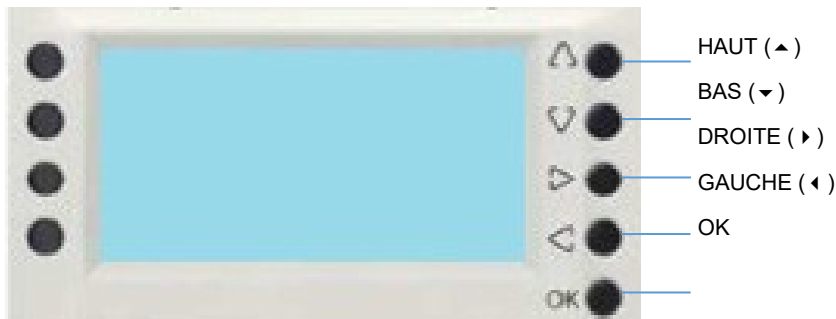 HAUT (▲)
BAS (▼)
DROITE (▶)
GAUCHE (◀)
OK
OK